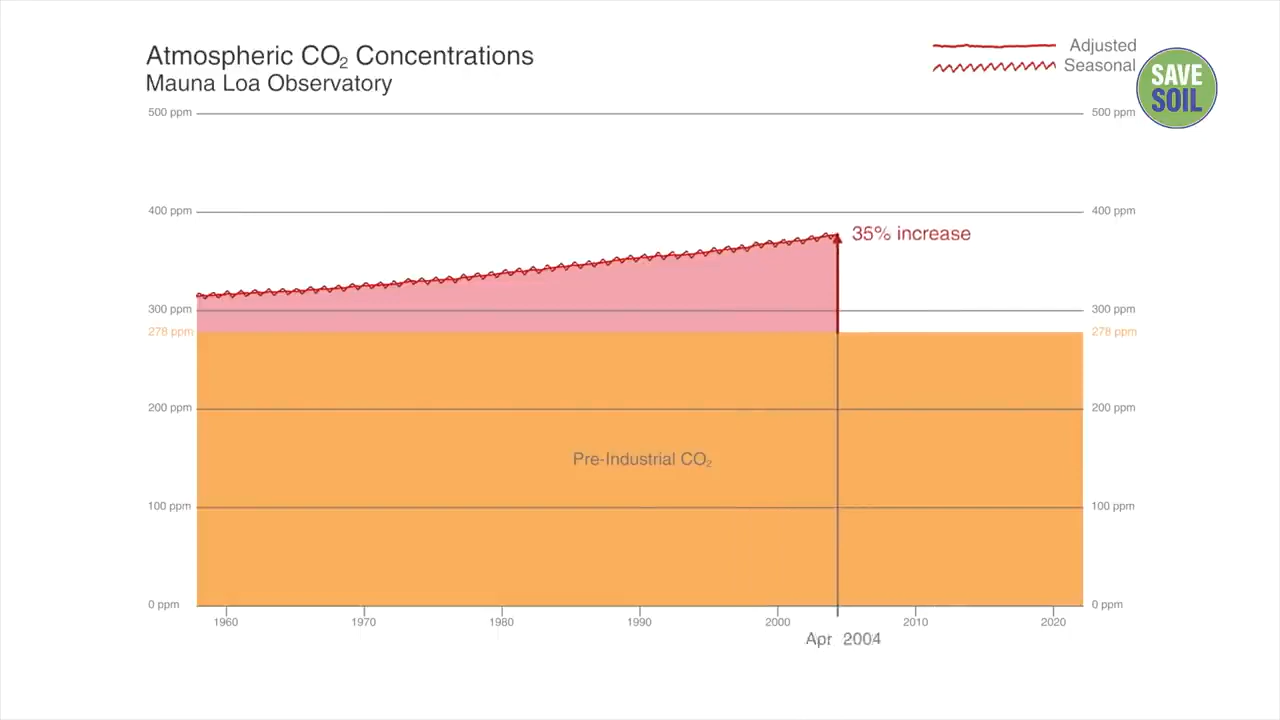 Atmospheric CO₂ Concentrations
Mauna Loa Observatory
Adjusted
Seasonal
SAVE
SOIL
500 ppm 500 ppm
400 ppm 400 ppm
35% increase
300 ppm 300 ppm
278 ppm 278 ppm
200 ppm 200 ppm
Pre-Industrial CO₂
100 ppm 100 ppm
0 ppm 0 ppm
1960 1970 1980 1990 2000 2010 2020
Apr 2004